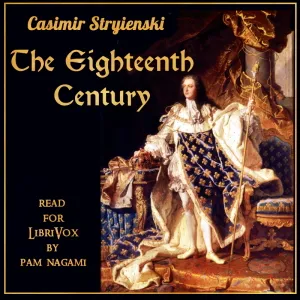 Casimir Stryienski
The Eighteenth
Century
READ
FOR
LIBRIVOX
BY
PAM NAGAMI